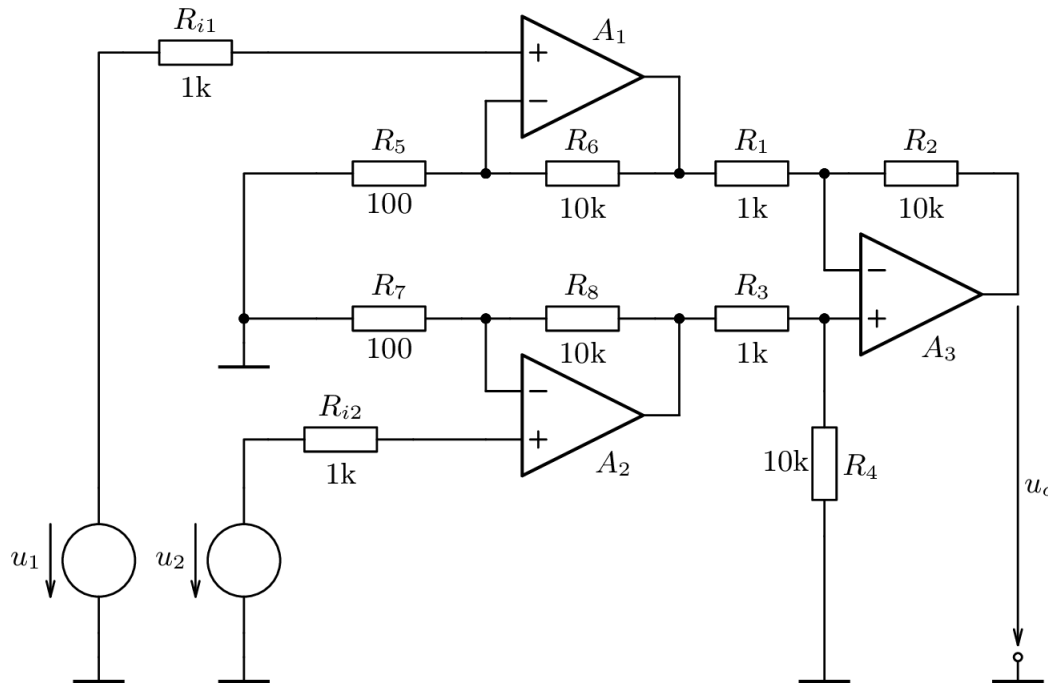 R_{i1}
1k
A_1
+
−
R_5
100
R_6
10k
R_1
1k
R_2
10k
−
+
A_3
R_7
100
R_8
10k
R_3
1k
−
+
A_2
R_{i2}
1k
10k
R_4
u_1
u_2